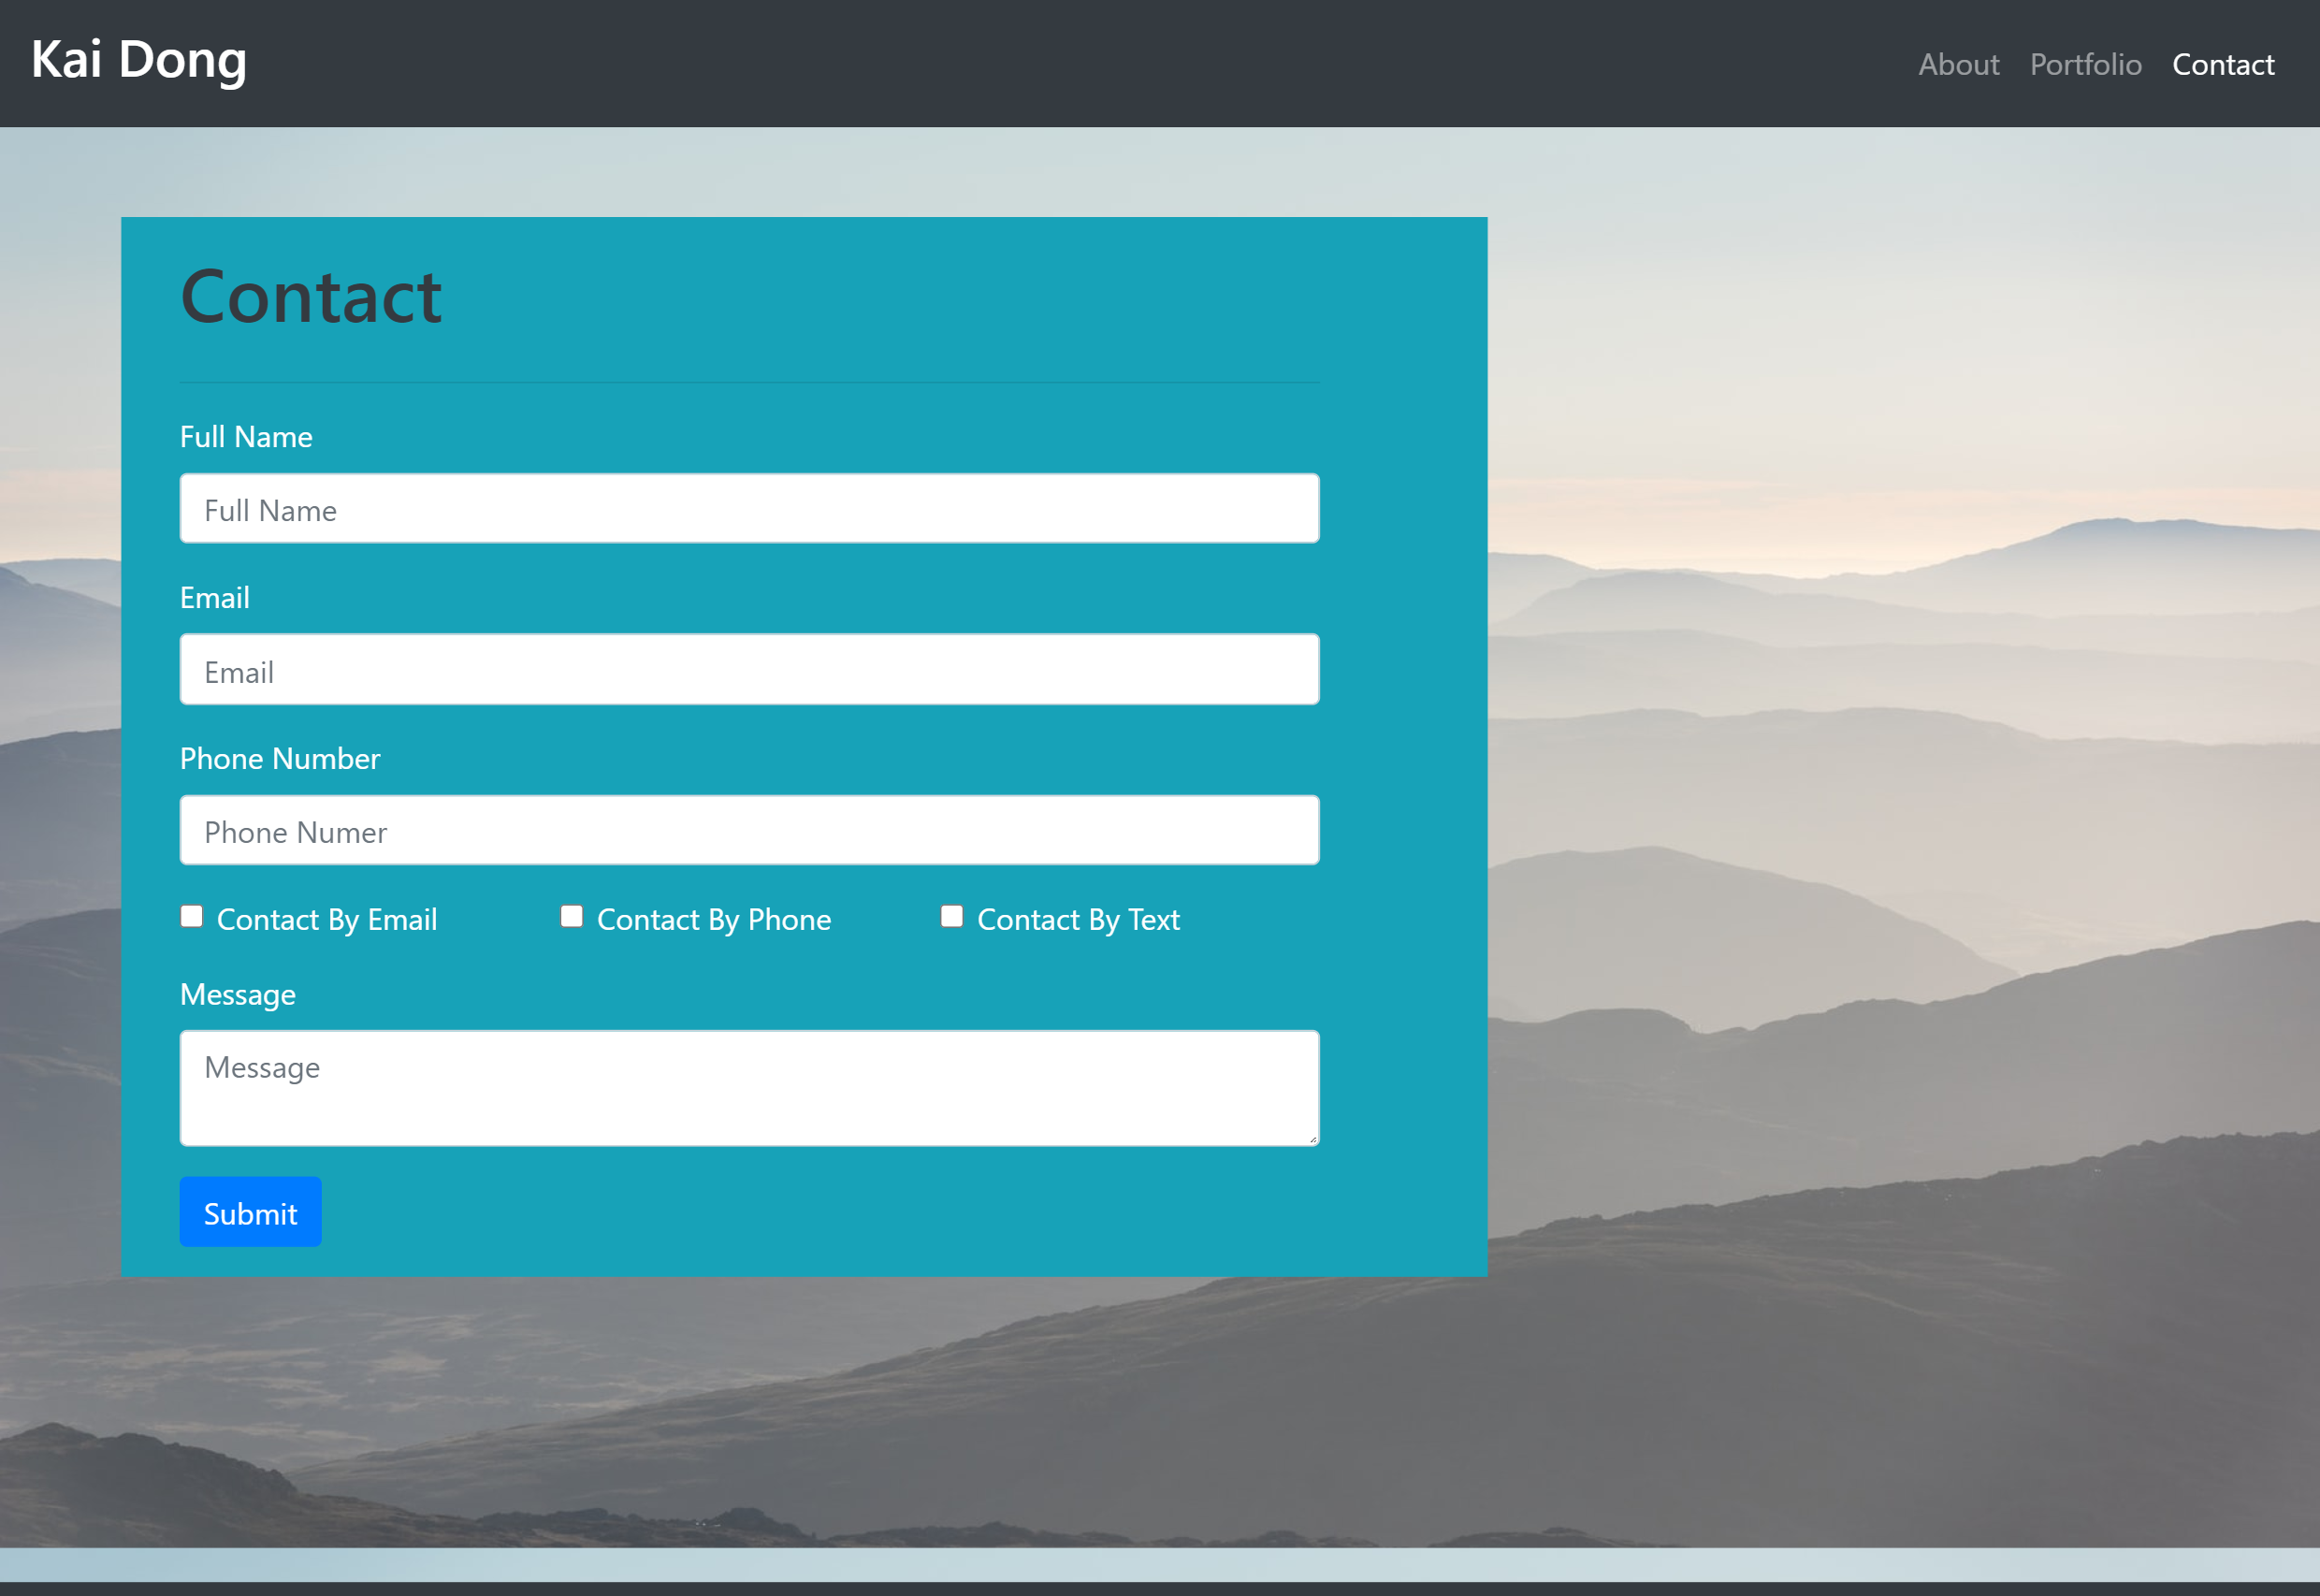 Kai Dong
About Portfolio Contact
Contact
Full Name
Full Name
Email
Email
Phone Number
Phone Numer
Contact By Email Contact By Phone Contact By Text
Message
Message
Submit